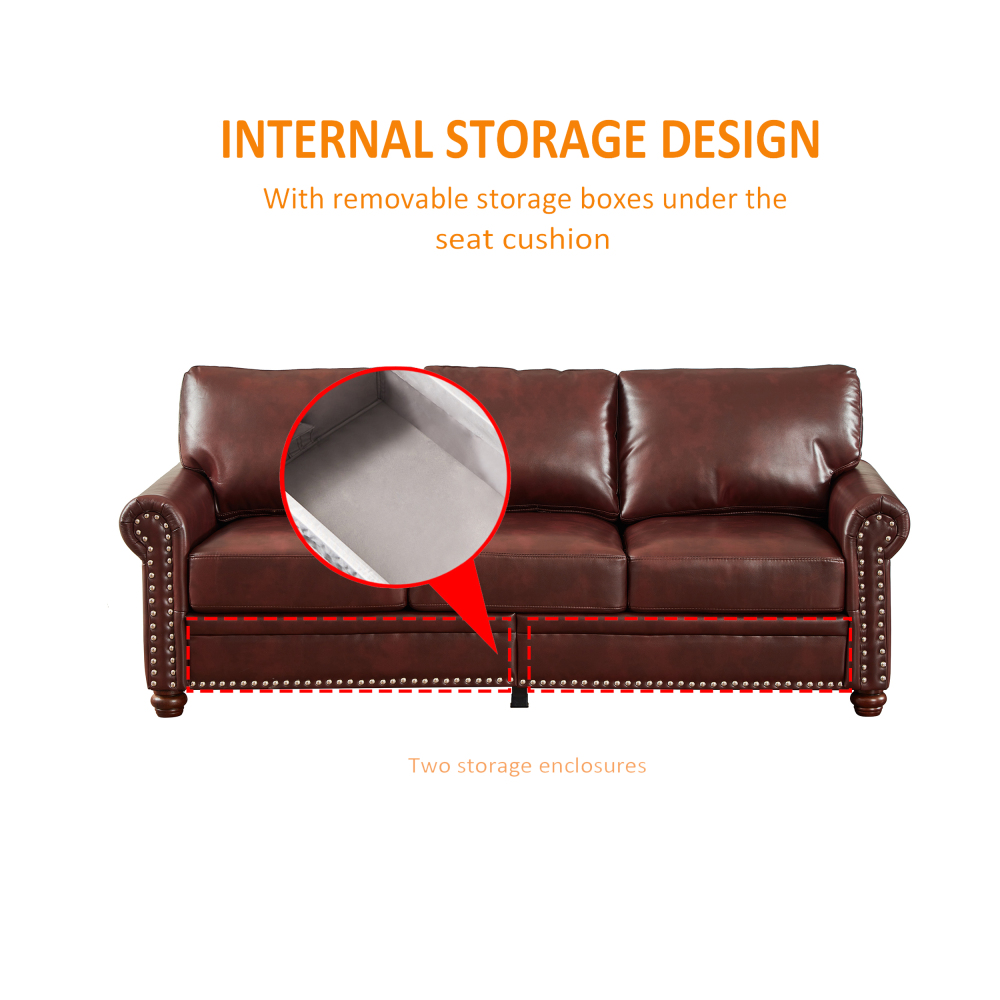 INTERNAL STORAGE DESIGN
With removable storage boxes under the
seat cushion
Two storage enclosures